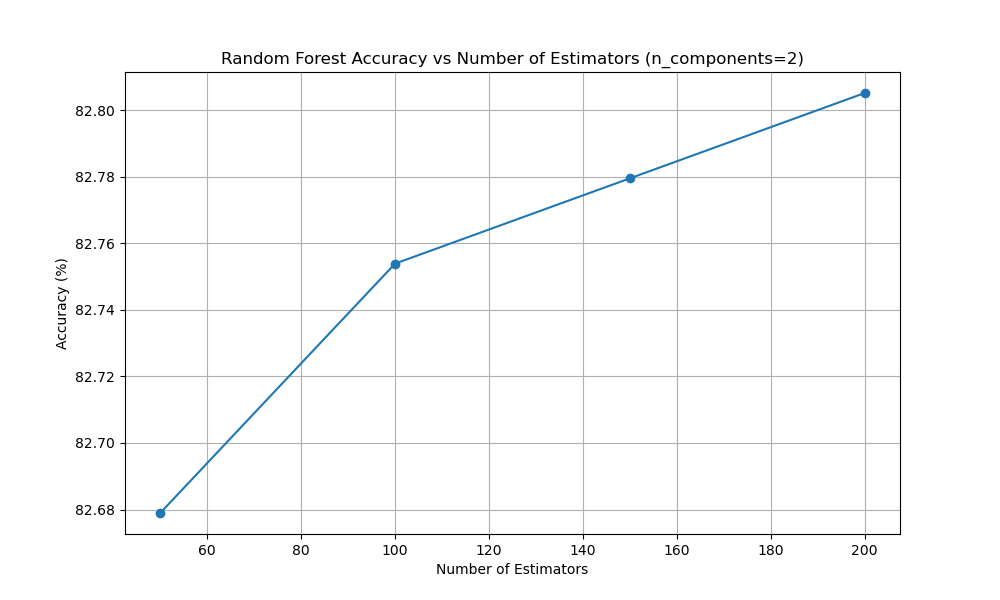 Random Forest Accuracy vs Number of Estimators (n_components=2)
Accuracy (%)
82.80
82.78
82.76
82.74
82.72
82.70
82.68
60 80 100 120 140 160 180 200
Number of Estimators